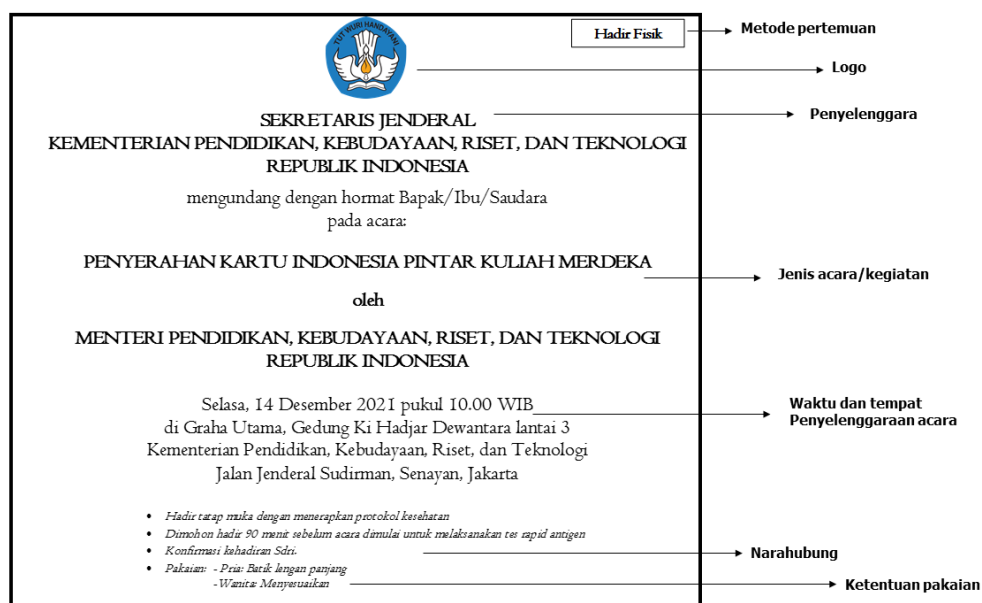 TUT WURI HANDAYANI
Hadir Fisik
Metode pertemuan
Logo
SEKRETARIS JENDERAL
Penyelenggara
KEMENTERIAN PENDIDIKAN, KEBUDAYAAN, RISET, DAN TEKNOLOGI
REPUBLIK INDONESIA
mengundang dengan hormat Bapak/Ibu/Saudara
pada acara:
PENYERAHAN KARTU INDONESIA PINTAR KULIAH MERDEKA
Jenis acara/kegiatan
oleh
MENTERI PENDIDIKAN, KEBUDAYAAN, RISET, DAN TEKNOLOGI
REPUBLIK INDONESIA
Selasa, 14 Desember 2021 pukul 10.00 WIB
Waktu dan tempat
Penyelenggaraan acara
di Graha Utama, Gedung Ki Hadjar Dewantara lantai 3
Kementerian Pendidikan, Kebudayaan, Riset, dan Teknologi
Jalan Jenderal Sudirman, Senayan, Jakarta
• Hadir tatap muka dengan menerapkan protokol kesehatan
• Dimohon hadir 90 menit sebelum acara dimulai untuk melaksanakan tes rapid antigen
• Konfirmasi kehadiran Sdri.
Narahubung
• Pakaian: - Pria: Batik lengan panjang
- Wanita: Menyesuaikan
Ketentuan pakaian